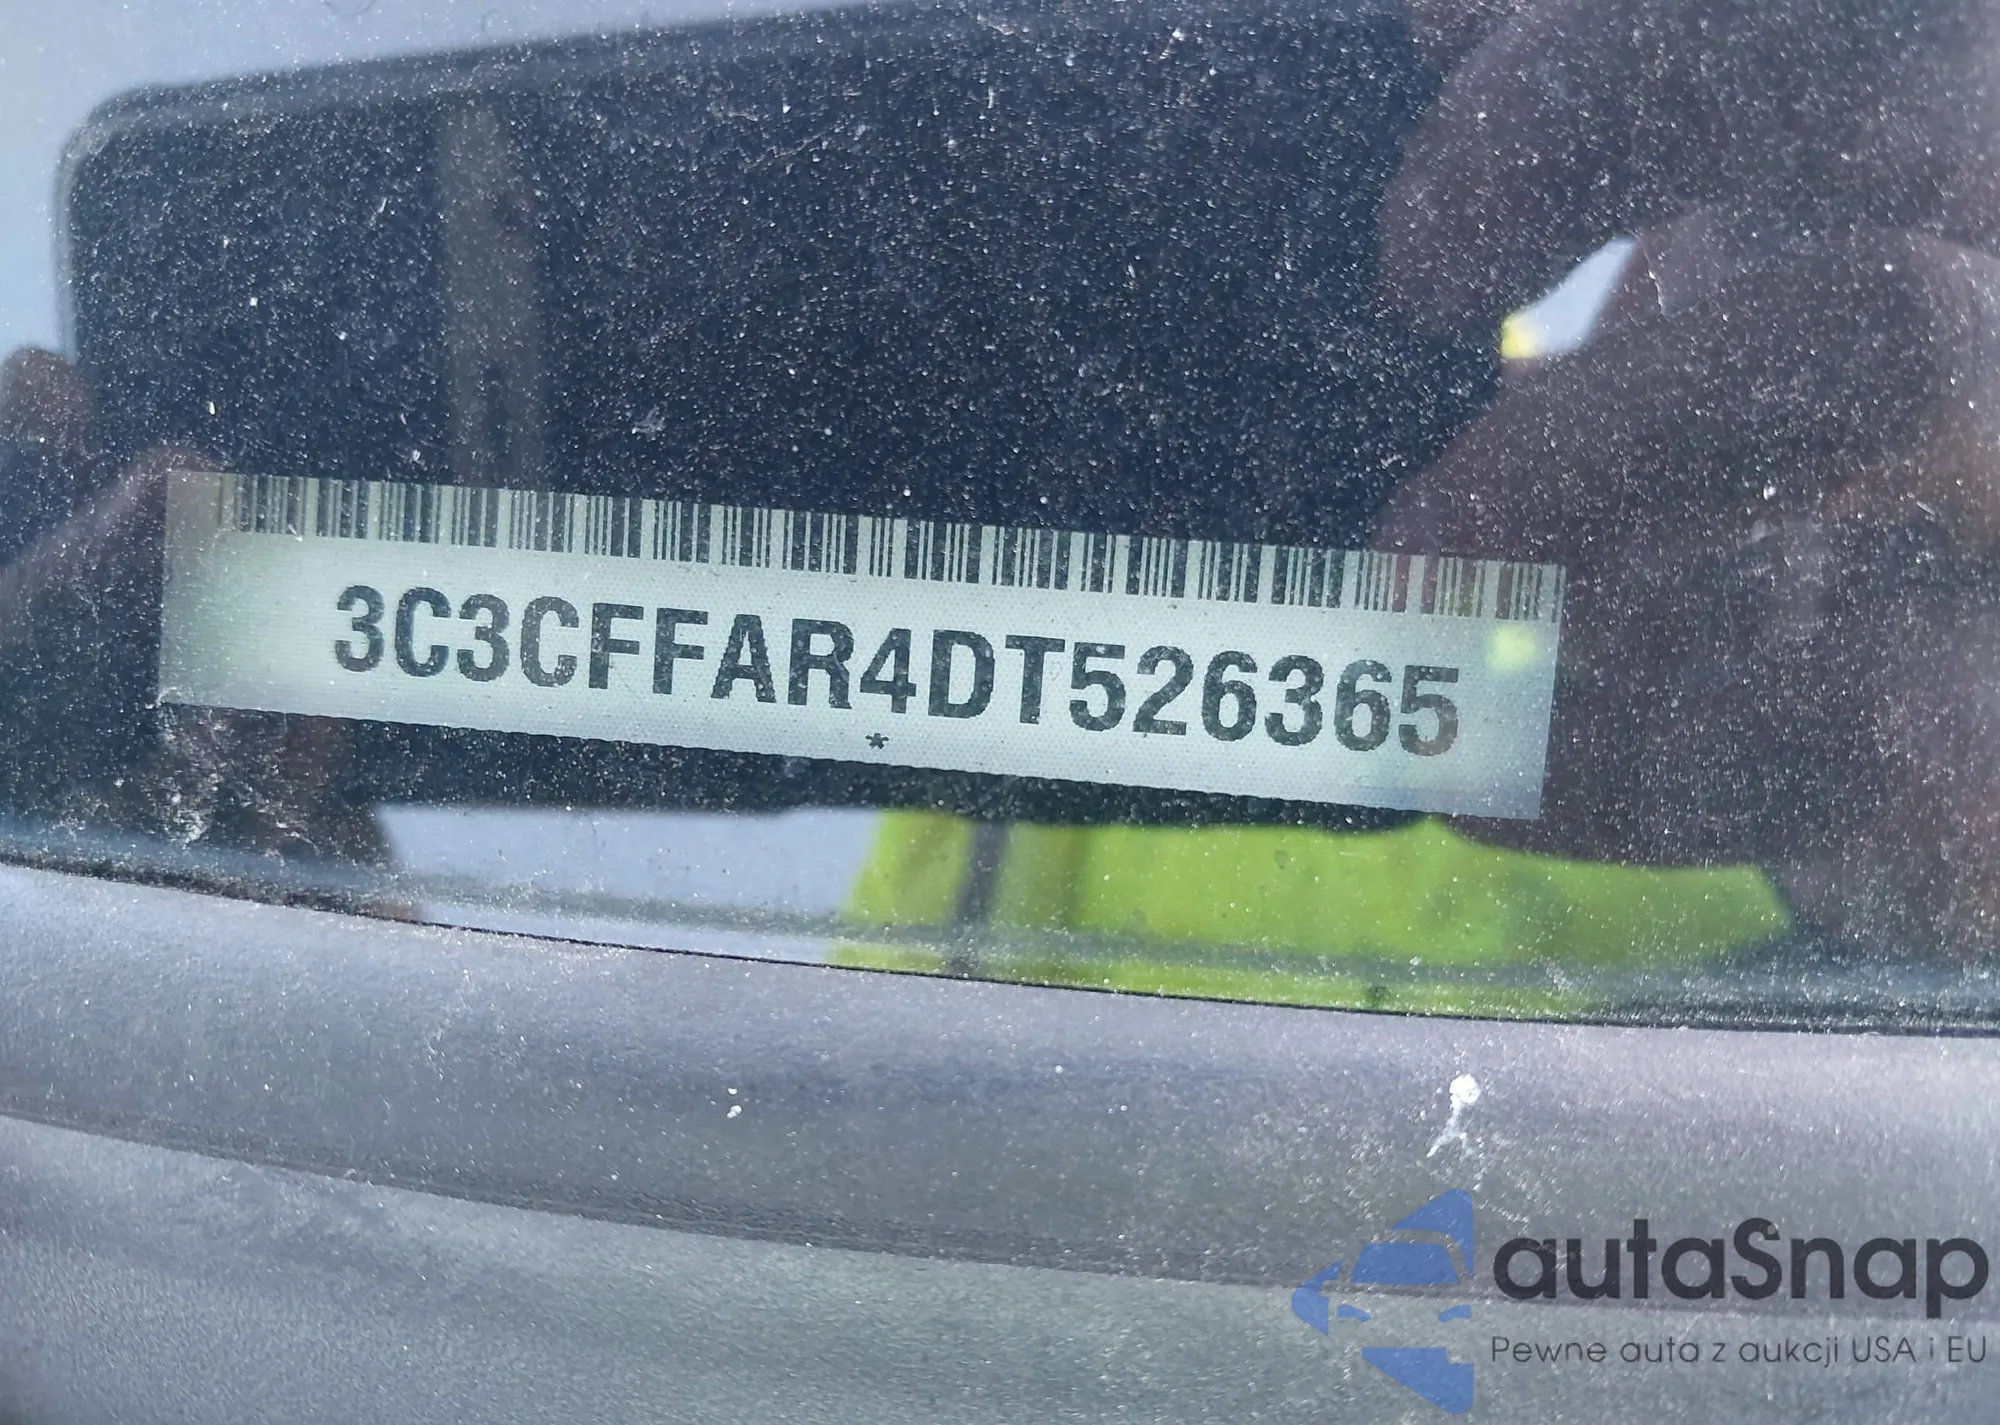 3C3CFFAR4DT526365
*
autaSnap
Pewne auta z aukcji USA i EU